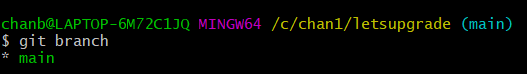 chanb@LAPTOP-6M72C1JQ MINGW64 /c/chan1/letsupgrade (main)
$ git branch
* main